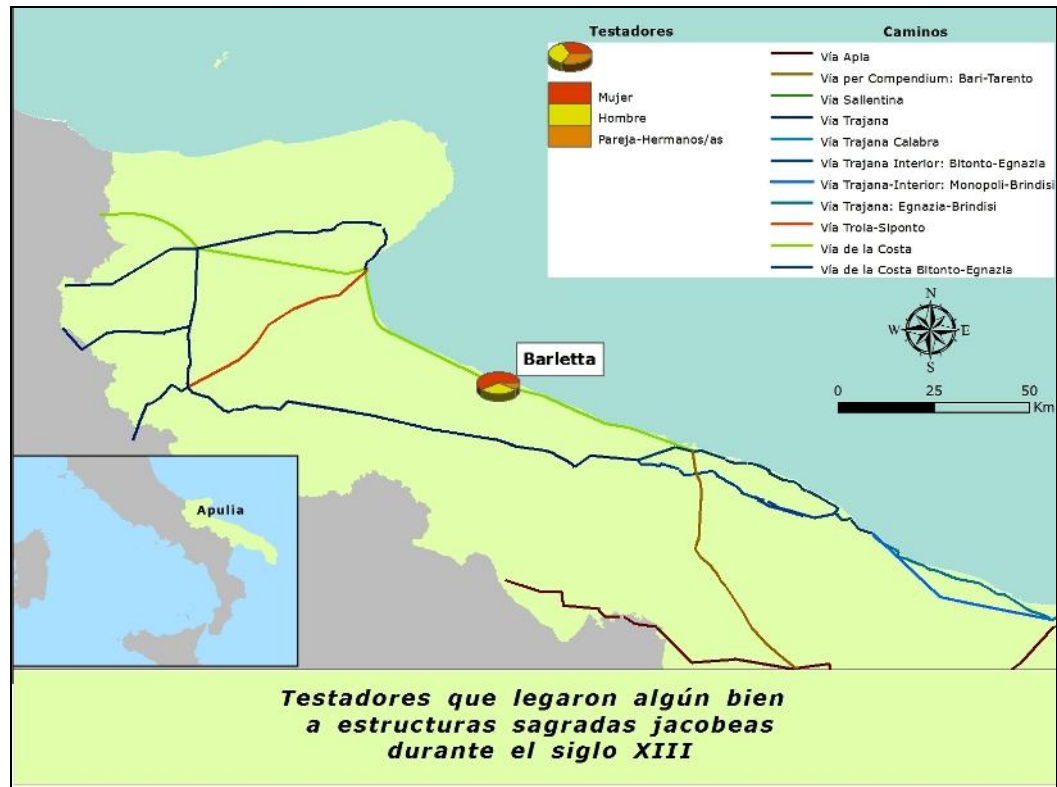 Testadores
Mujer
Hombre
Pareja-Hermanos/as
Caminos
Vía Apia
Vía per Compendium: Bari-Tarento
Vía Sallentina
Vía Trajana
Vía Trajana Calabra
Vía Trajana Interior: Bitonto-Egnazia
Vía Trajana-Interior: Monopoli-Brindisi
Vía Trajana: Egnazia-Brindisi
Vía Troia-Siponto
Vía de la Costa
Vía de la Costa Bitonto-Egnazia
N
W E
S
0 25 50
Km
Barletta
Apulia
Testadores que legaron algún bien
a estructuras sagradas jacobeas
durante el siglo XIII